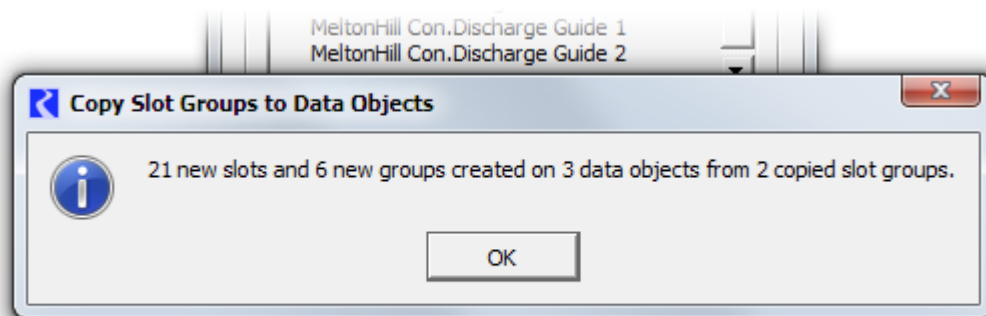 MeltonHill Con.Discharge Guide 1
MeltonHill Con.Discharge Guide 2
Copy Slot Groups to Data Objects
21 new slots and 6 new groups created on 3 data objects from 2 copied slot groups.
OK